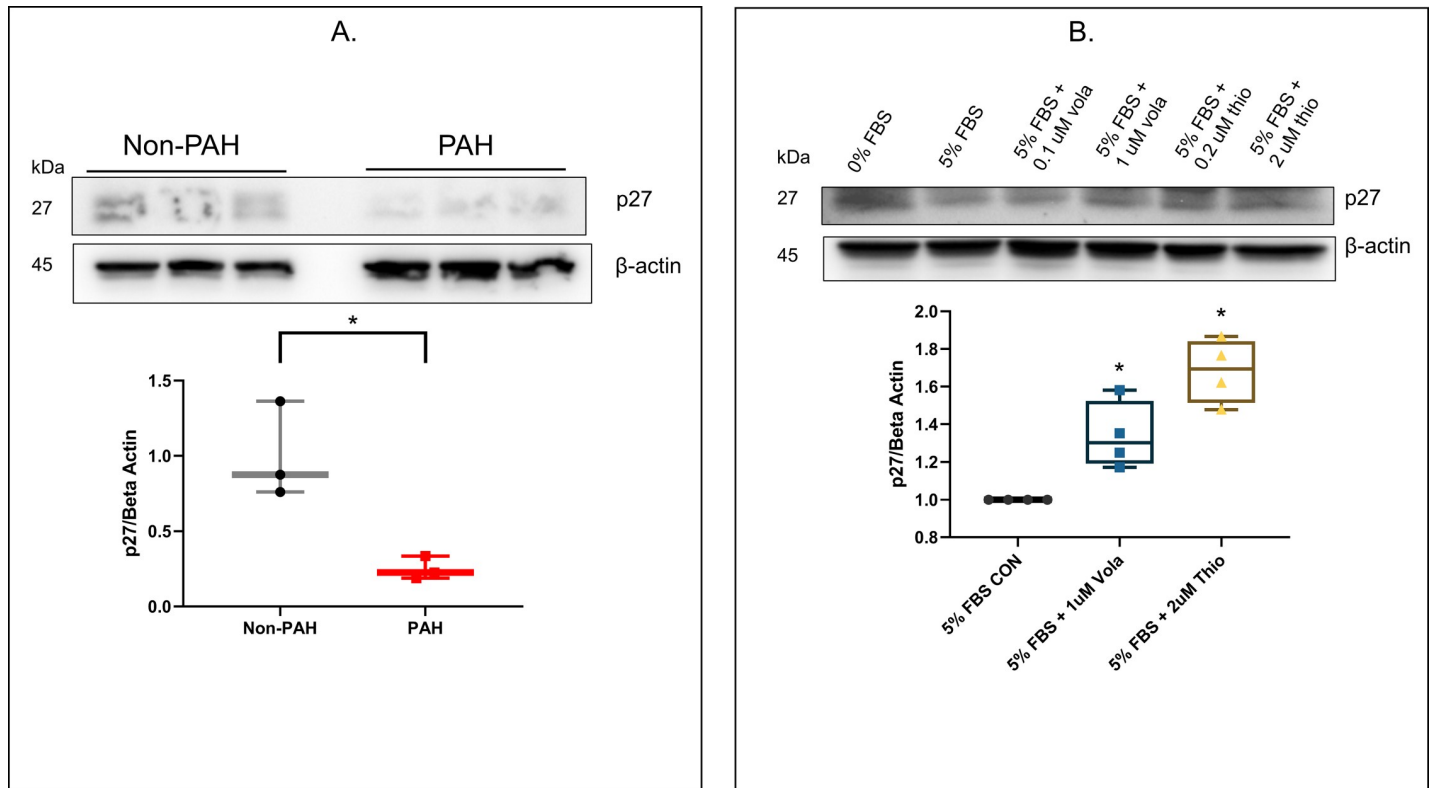 A.
Non-PAH
PAH
kDa
27
p27
45
β-actin
*
1.5
1.0
0.5
0.0
p27/Beta Actin
Non-PAH
PAH
B.
0% FBS
5% FBS
5% FBS +
0.1 uM vola
5% FBS +
1 uM vola
5% FBS +
0.2 uM thio
5% FBS +
2 uM thio
kDa
27
p27
45
β-actin
2.0
1.8
1.6
1.4
1.2
1.0
0.8
p27/Beta Actin
*
*
5% FBS CON
5% FBS + 1uM Vola
5% FBS + 2uM Thio